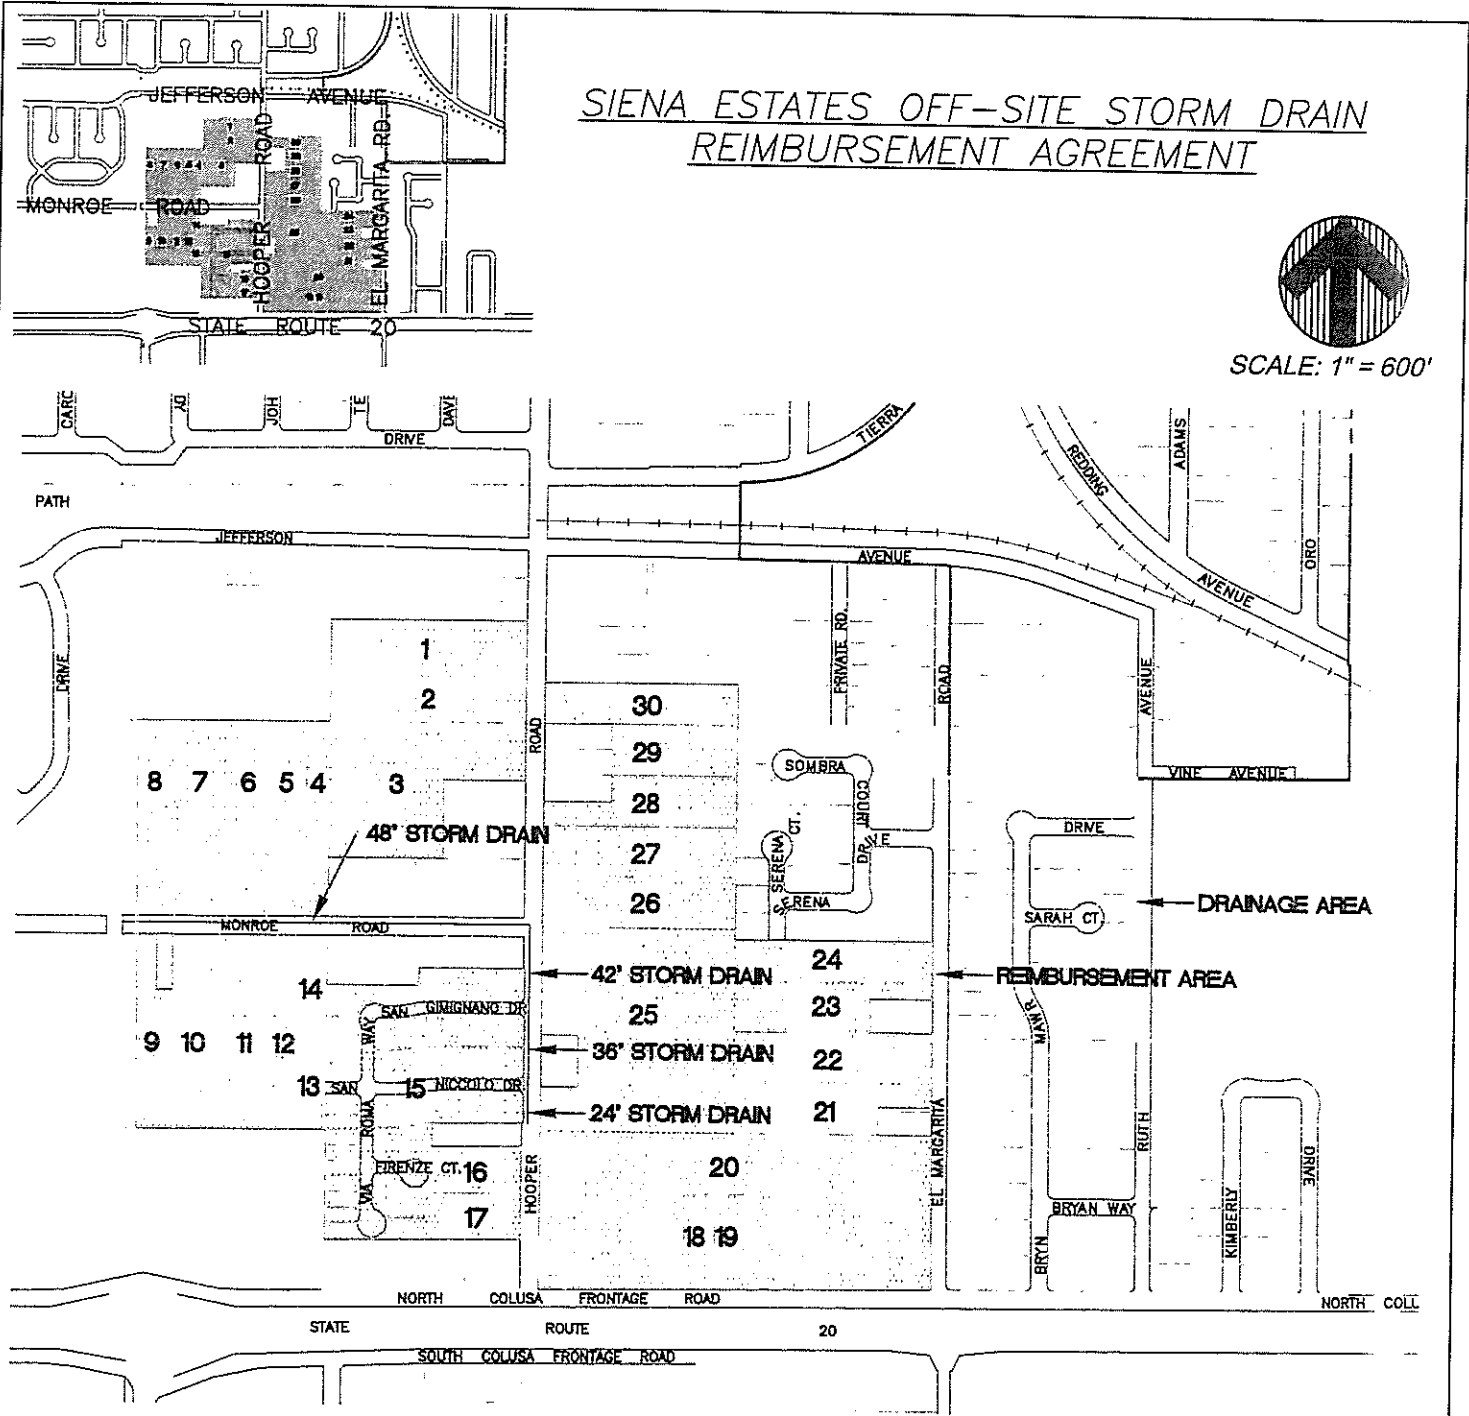 SIENA ESTATES OFF-SITE STORM DRAIN
REIMBURSEMENT AGREEMENT
JEFFERSON AVENUE
ROAD
EL MARGARITA RD.
MONROE ROAD
HOOPER
STATE ROUTE 20
SCALE: 1" = 600'
CARC
DY
JOH
TE
DAVI
DRIVE
TIERRA
REDDING
ADAMS
PATH
JEFFERSON
AVENUE
ORO
AVENUE
DRIVE
PRIVATE RD.
ROAD
AVENUE
1
2
30
ROAD
29
SOMBRA
COURT
VINE AVENUE
8 7 6 5 4 3
28
48" STORM DRAIN
SERENA CT.
DRIVE
DRIVE
27
26
SERENA
DRAINAGE AREA
SARAH CT
MONROE ROAD
24
42" STORM DRAIN
REIMBURSEMENT AREA
14
SAN GIMIGNANO DR
25
23
MAWR
WAY
9 10 11 12
36" STORM DRAIN
22
13 SAN 15 NICCOLO DR.
24" STORM DRAIN
21
ROMA
EL MARGARITA
RUTH
FIRENZE CT. 16
20
HOOPER
DRIVE
VIA
17
18 19
BRYAN WAY
KIMBERLY
BRYN
NORTH COLUSA FRONTAGE ROAD
NORTH COLL
STATE ROUTE 20
SOUTH COLUSA FRONTAGE ROAD